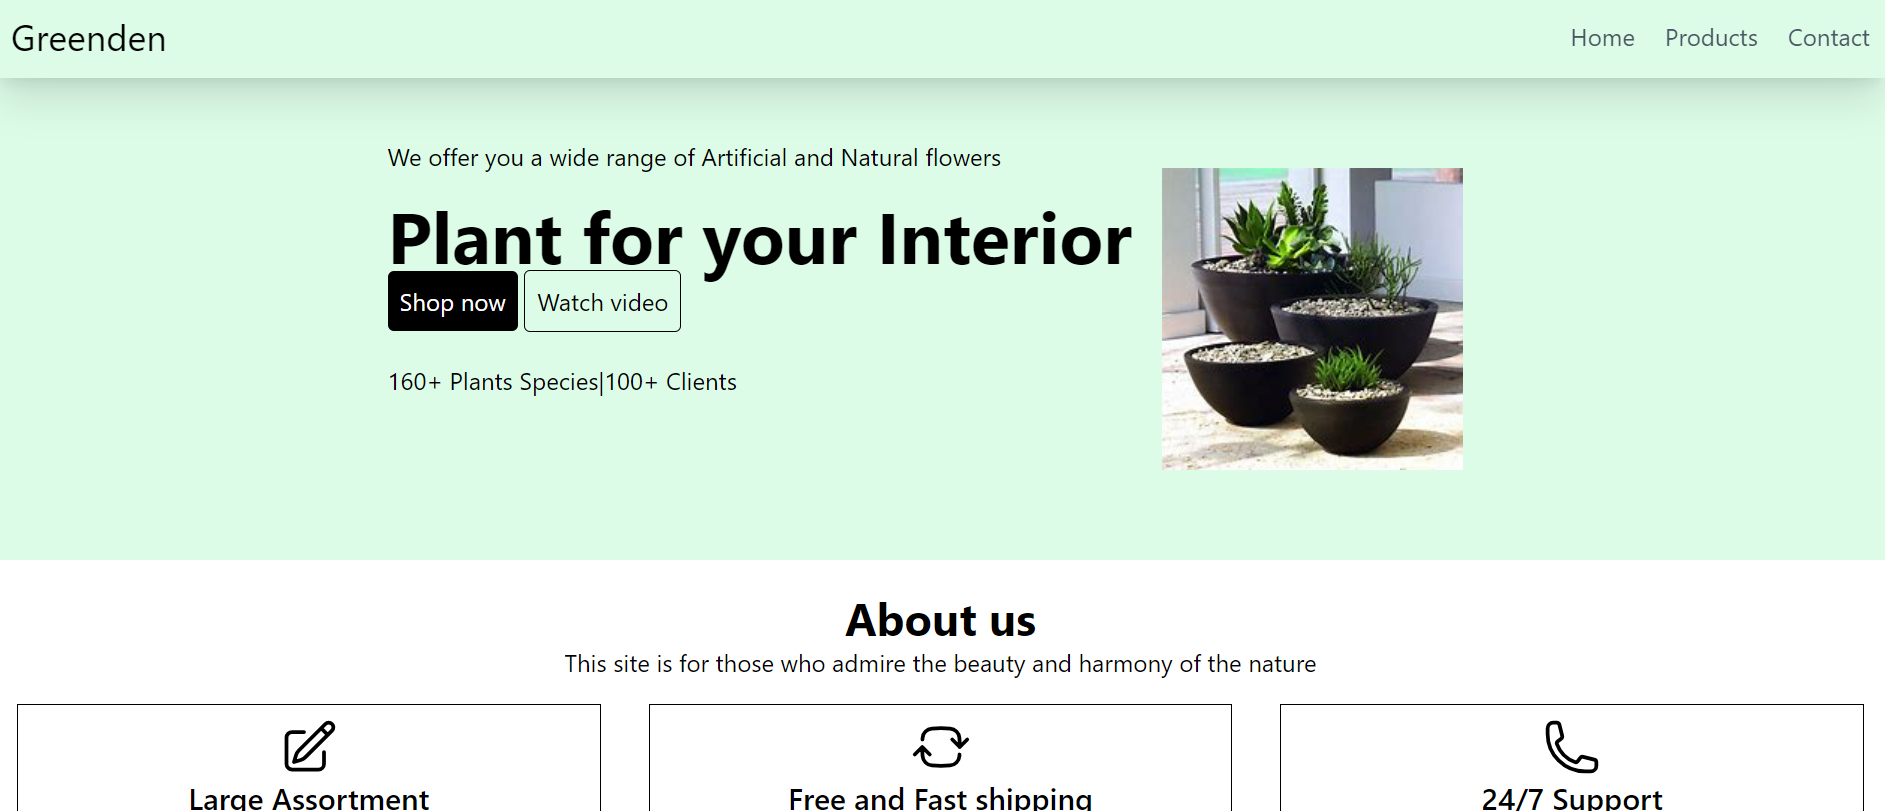 Greenden
Home Products Contact
We offer you a wide range of Artificial and Natural flowers
Plant for your Interior
Shop now Watch video
160+ Plants Species|100+ Clients
About us
This site is for those who admire the beauty and harmony of the nature
Large Assortment
Free and Fast shipping
24/7 Support